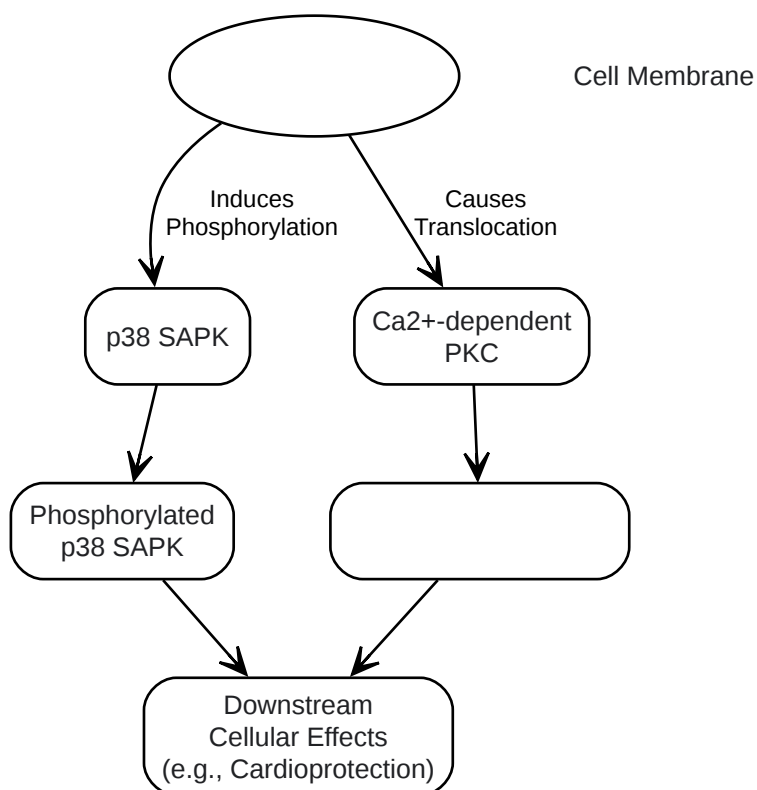 Cell Membrane
Induces
Phosphorylation
Causes
Translocation
p38 SAPK
Ca2+-dependent
PKC
Phosphorylated
p38 SAPK
Downstream
Cellular Effects
(e.g., Cardioprotection)